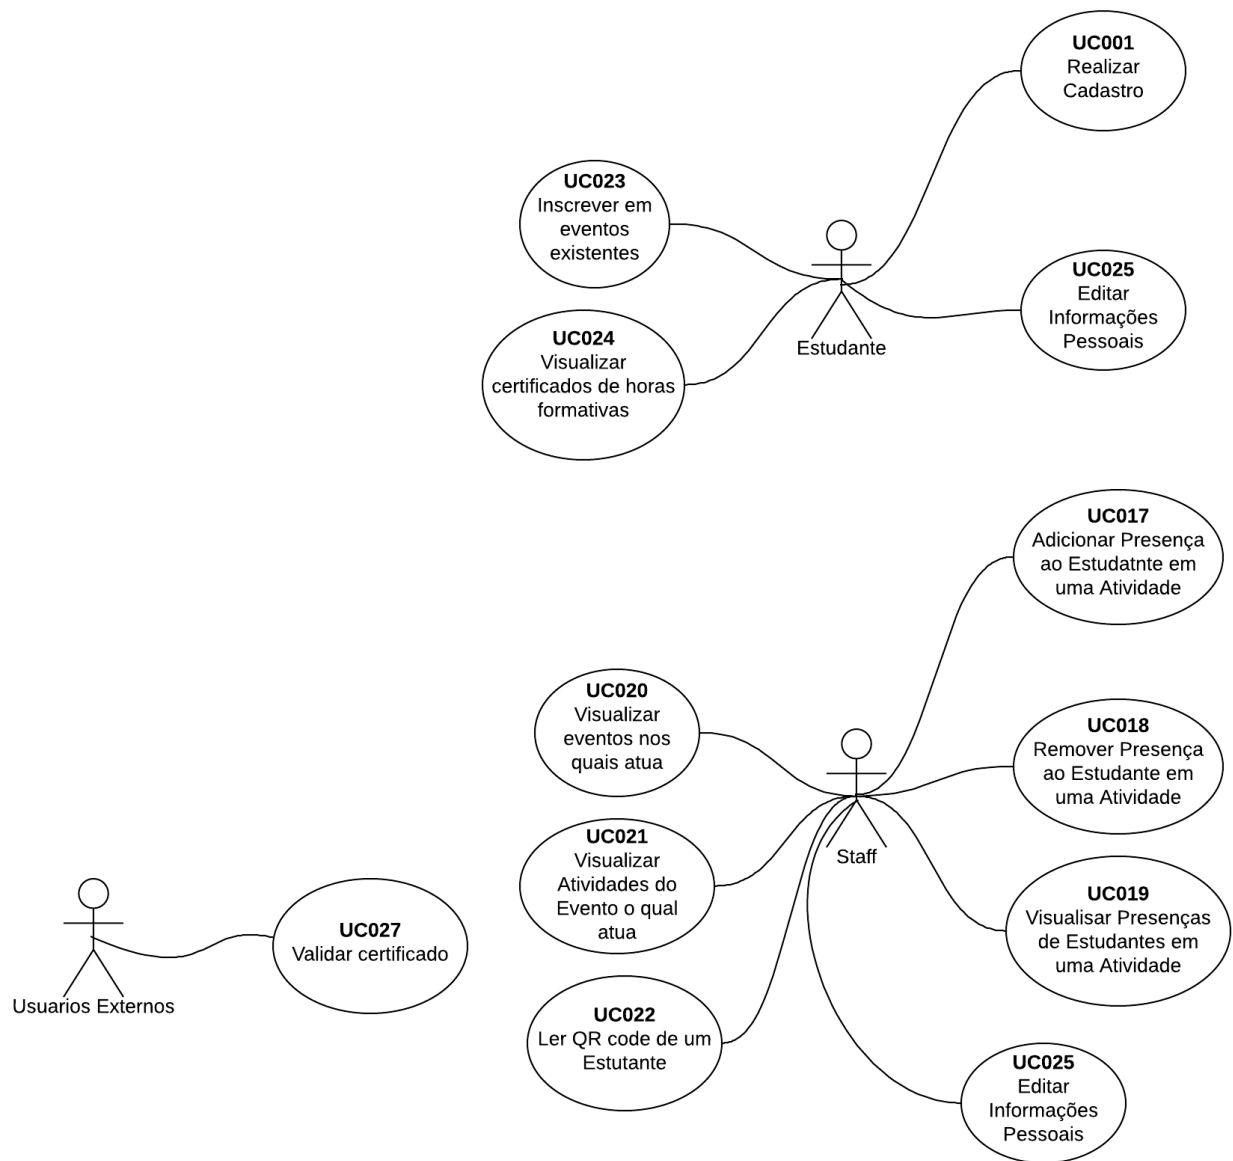 UC001
Realizar
Cadastro
UC023
Inscrever em
eventos
existentes
UC025
Editar
Informações
Pessoais
UC024
Visualizar
certificados de horas
formativas
Estudante
UC017
Adicionar Presença
ao Estudatnte em
uma Atividade
UC020
Visualizar
eventos nos
quais atua
UC018
Remover Presença
ao Estudante em
uma Atividade
Staff
UC021
Visualizar
Atividades do
Evento o qual
atua
UC019
Visualisar Presenças
de Estudantes em
uma Atividade
UC027
Validar certificado
Usuarios Externos
UC022
Ler QR code de um
Estutante
UC025
Editar
Informações
Pessoais